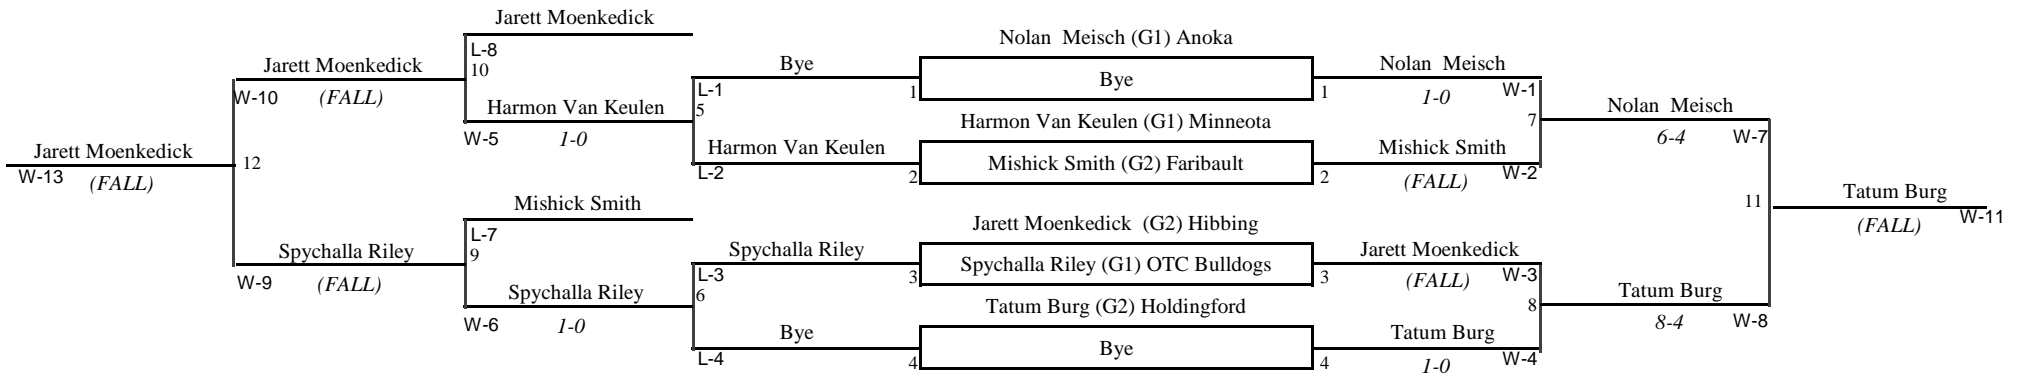 Jarett Moenkedick
L-8
10
Jarett Moenkedick
W-10
(FALL)
Harmon Van Keulen
W-5
1-0
Jarett Moenkedick
W-13
(FALL)
12
Mishick Smith
L-7
9
Spychalla Riley
W-9
(FALL)
Spychalla Riley
W-6
1-0
Bye
L-1
5
1
Harmon Van Keulen
L-2
2
Spychalla Riley
L-3
6
3
Bye
L-4
4
Nolan  Meisch (G1) Anoka
Bye
Harmon Van Keulen (G1) Minneota
Mishick Smith (G2) Faribault
Jarett Moenkedick  (G2) Hibbing
Spychalla Riley (G1) OTC Bulldogs
Tatum Burg (G2) Holdingford
Bye
1
Nolan  Meisch
1-0
W-1
7
2
Mishick Smith
(FALL)
W-2
3
Jarett Moenkedick
(FALL)
W-3
8
4
Tatum Burg
1-0
W-4
Nolan  Meisch
6-4
W-7
11
Tatum Burg
8-4
W-8
Tatum Burg
(FALL)
W-11